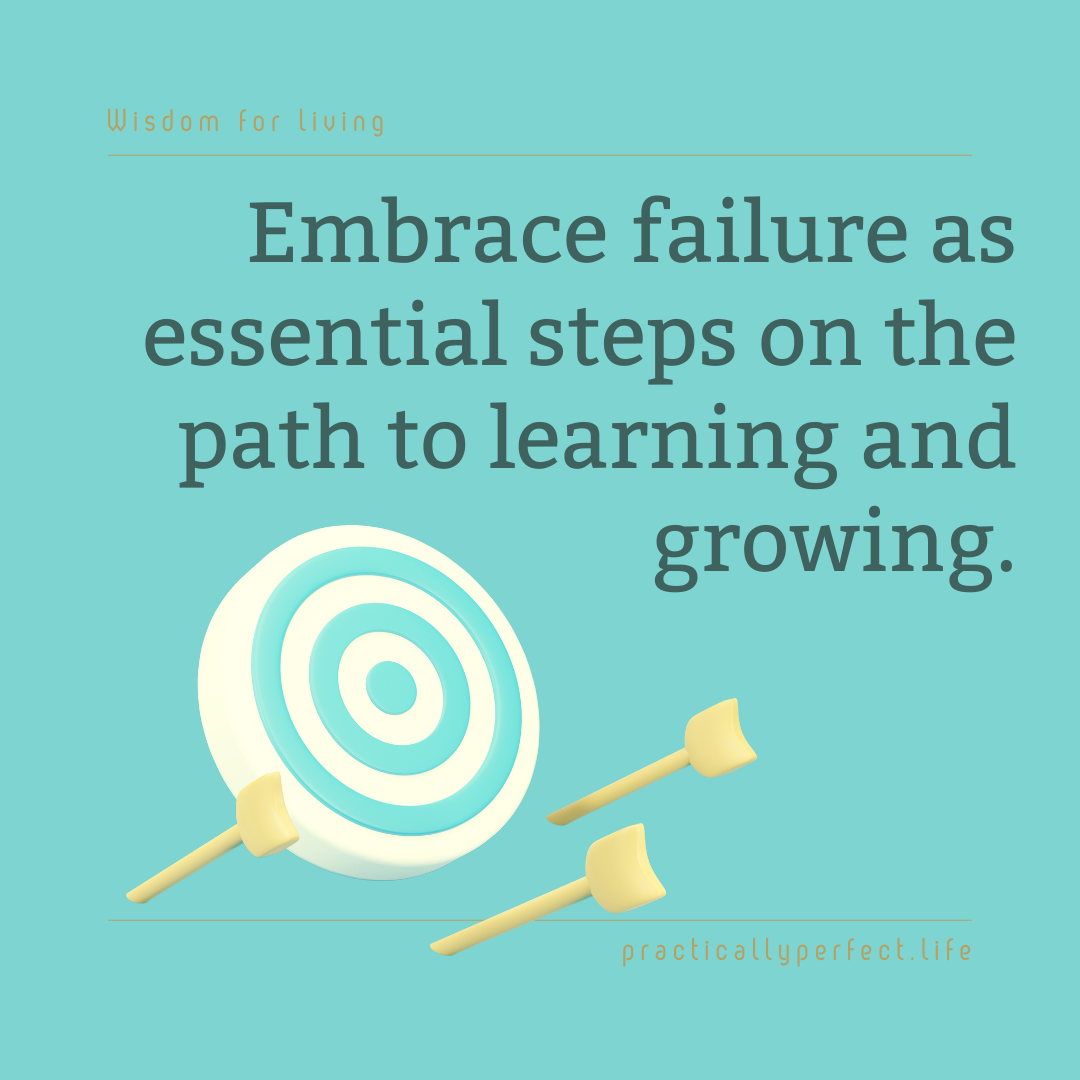 Wisdom for living
Embrace failure as
essential steps on the
path to learning and
growing.
practicallyperfect.life